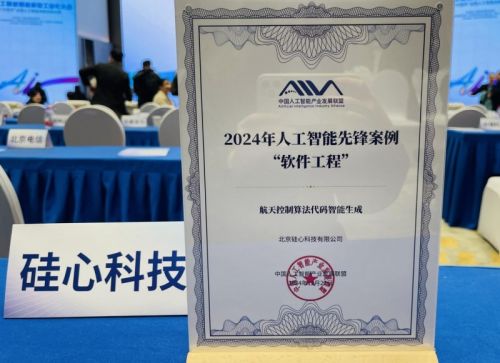 AIIA
中国人工智能产业发展联盟
Artificial Intelligence Industry Alliance
2024年人工智能先锋案例
“软件工程”
航天控制算法代码智能生成
北京硅心科技有限公司
中国人工智能产业发展联盟
北京电信
硅心科技